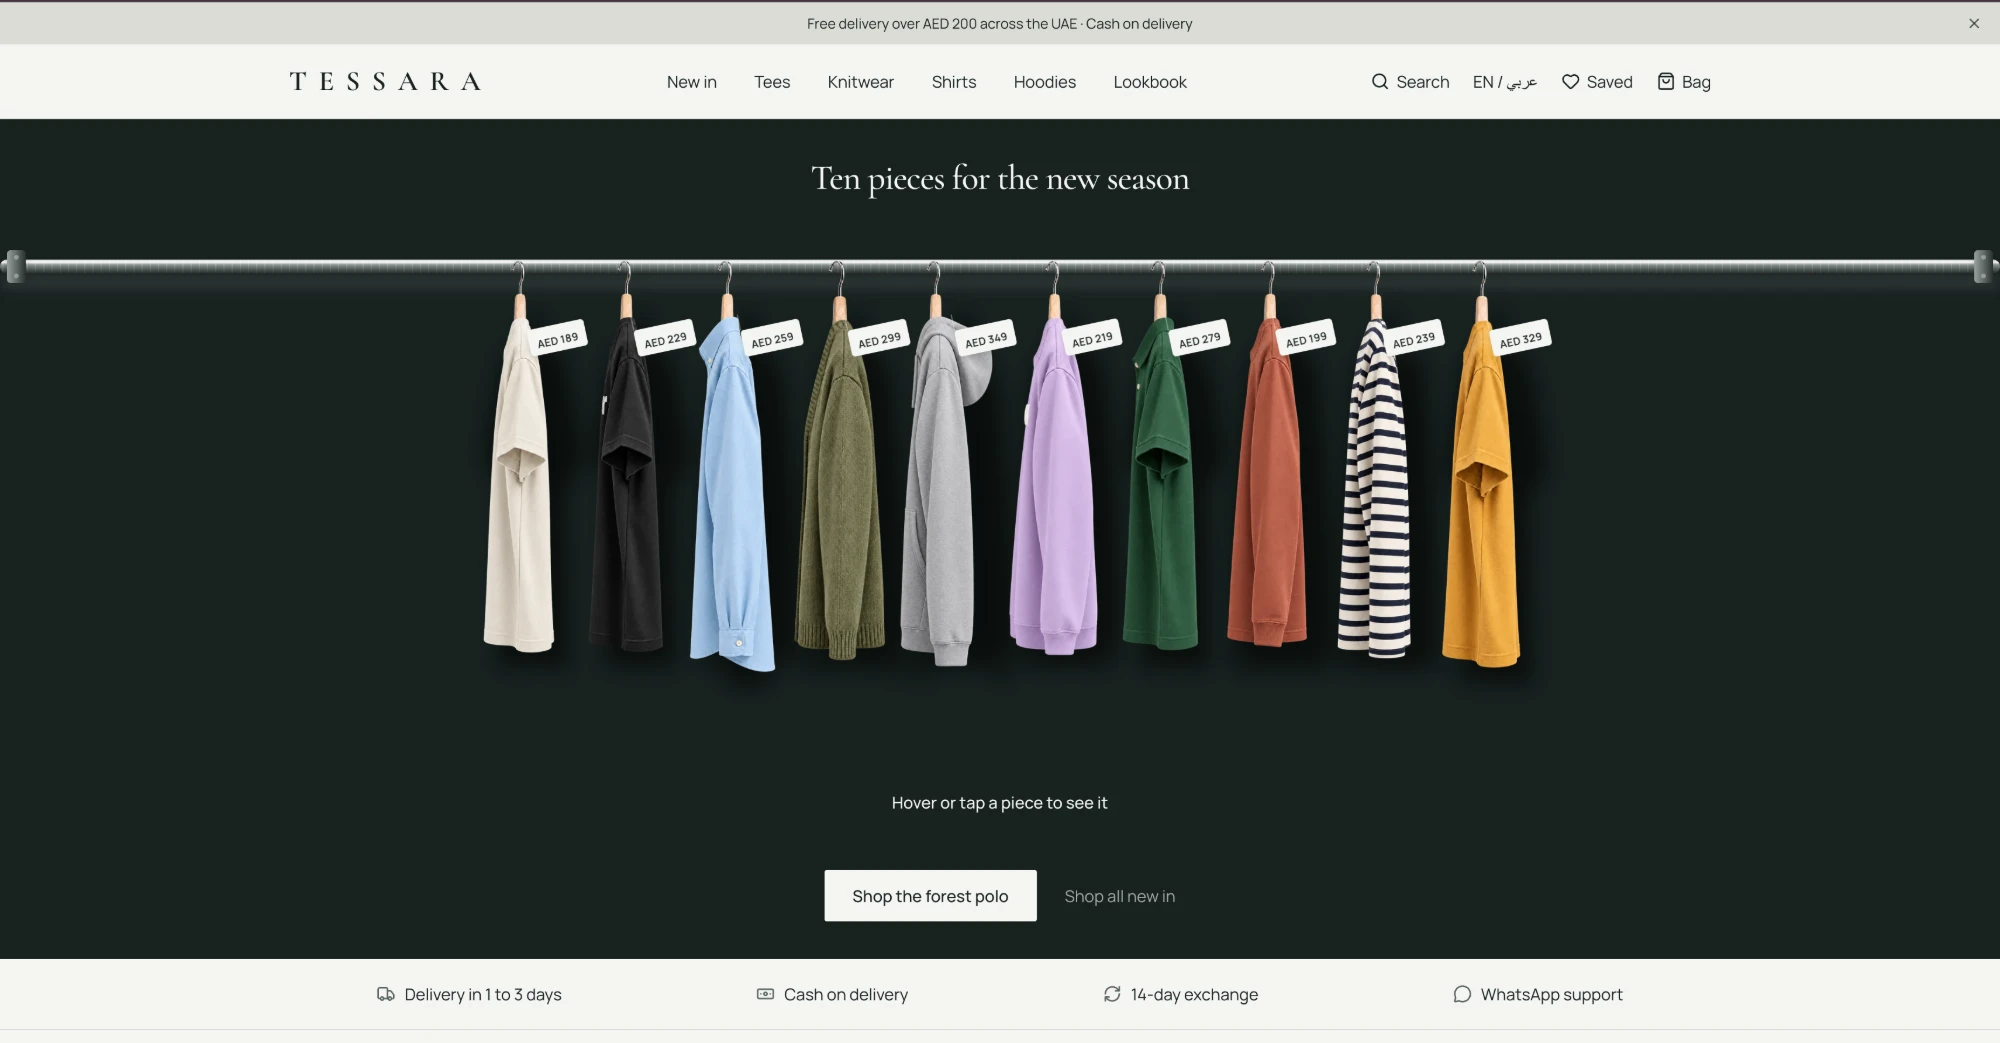 Free delivery over AED 200 across the UAE · Cash on delivery
TESSARA
New in
Tees
Knitwear
Shirts
Hoodies
Lookbook
Search
EN / عربي
Saved
Bag
Ten pieces for the new season
AED 189
AED 229
AED 259
AED 299
AED 349
AED 219
AED 279
AED 199
AED 239
AED 329
Hover or tap a piece to see it
Shop the forest polo
Shop all new in
Delivery in 1 to 3 days
Cash on delivery
14-day exchange
WhatsApp support